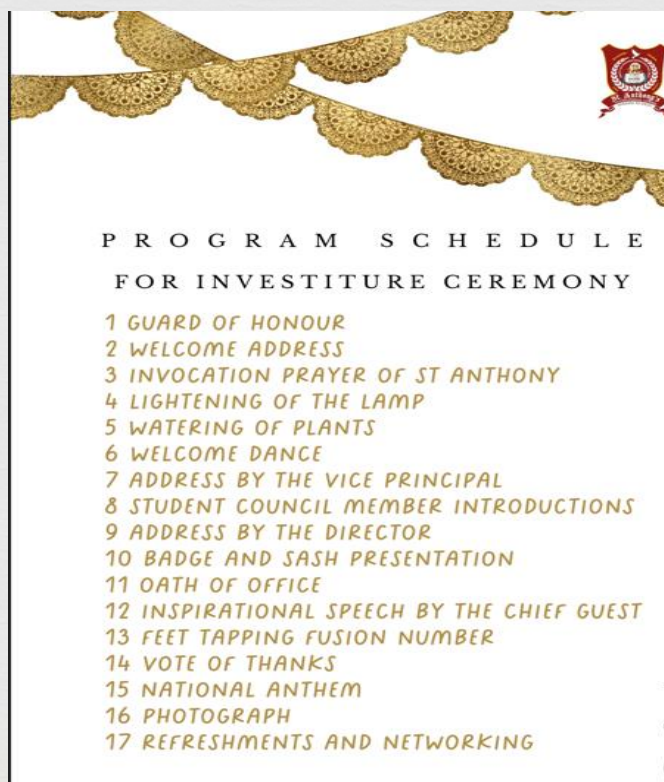 St. Anthony's
PROGRAM SCHEDULE
FOR INVESTITURE CEREMONY
1 GUARD OF HONOUR
2 WELCOME ADDRESS
3 INVOCATION PRAYER OF ST ANTHONY
4 LIGHTENING OF THE LAMP
5 WATERING OF PLANTS
6 WELCOME DANCE
7 ADDRESS BY THE VICE PRINCIPAL
8 STUDENT COUNCIL MEMBER INTRODUCTIONS
9 ADDRESS BY THE DIRECTOR
10 BADGE AND SASH PRESENTATION
11 OATH OF OFFICE
12 INSPIRATIONAL SPEECH BY THE CHIEF GUEST
13 FEET TAPPING FUSION NUMBER
14 VOTE OF THANKS
15 NATIONAL ANTHEM
16 PHOTOGRAPH
17 REFRESHMENTS AND NETWORKING